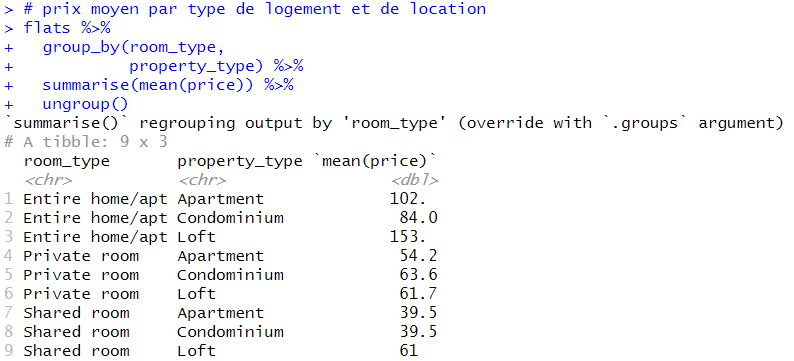 > # prix moyen par type de logement et de location
> flats %>%
+   group_by(room_type,
+            property_type) %>%
+   summarise(mean(price)) %>%
+   ungroup()
`summarise()` regrouping output by 'room_type' (override with `.groups` argument)
# A tibble: 9 x 3
  room_type       property_type `mean(price)`
  <chr>           <chr>                 <dbl>
1 Entire home/apt Apartment             102.
2 Entire home/apt Condominium            84.0
3 Entire home/apt Loft                  153.
4 Private room    Apartment              54.2
5 Private room    Condominium            63.6
6 Private room    Loft                   61.7
7 Shared room     Apartment              39.5
8 Shared room     Condominium            39.5
9 Shared room     Loft                   61